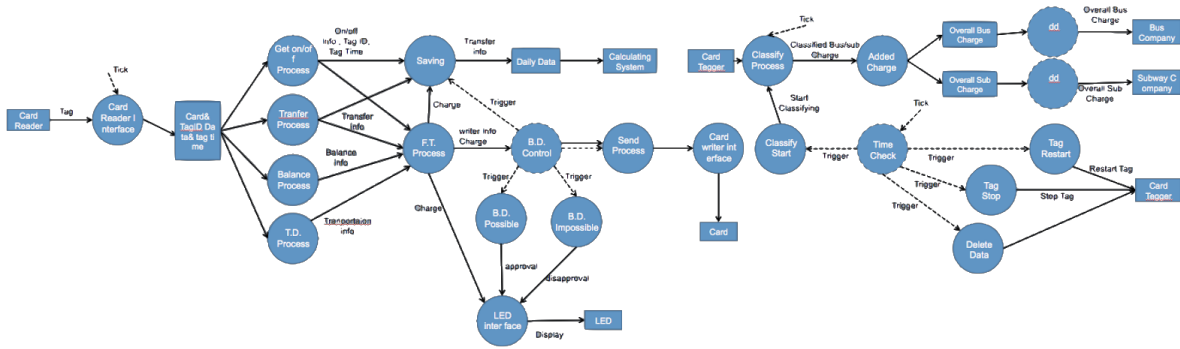 Card
Reader
Tag
Tick
Card
Reader I
nterface
Card&
TagID Da
ta& tag ti
me
Get on/of
f
Process
On/off
Info , Tag ID,
Tag Time
Tranfer
Process
Transfer
info
Balance
Process
Balance
info
T.D.
Process
Tranportaion
info
Saving
Transfer
info
Daily Data
Calculating
System
Charge
Trigger
F.T.
Process
writer Info
Charge
B.D.
Control
Send
Process
Card
writer int
erface
Card
Trigger
Trigger
B.D.
Possible
B.D.
Impossible
Charge
approval
disapproval
LED
inter face
Display
LED
Card
Tegger
Tick
Classify
Process
Classified Bus/sub
Charge
Added
Charge
Overall Bus
Charge
dd
Overall Bus
Charge
Bus
Company
Overall Sub
Charge
dd
Overall Sub
Charge
Subway C
ompany
Start
Classifying
Classify
Start
Trigger
Tick
Time
Check
Trigger
Tag
Restart
Restart Tag
Trigger
Tag
Stop
Stop Tag
Card
Tegger
Trigger
Delete
Data